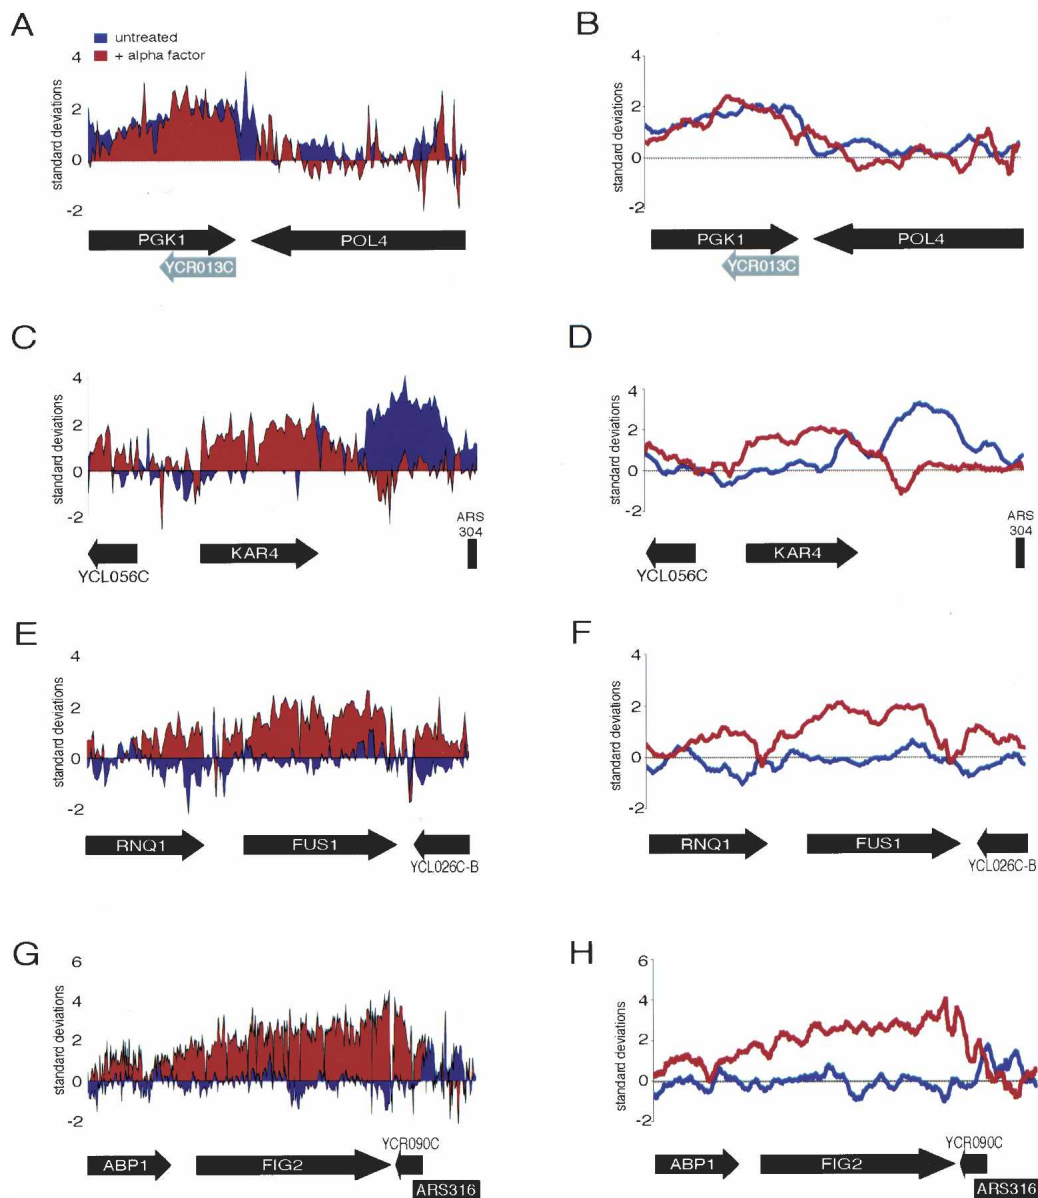 A
untreated
+ alpha factor
4
2
0
-2
standard deviations
PGK1
POL4
YCR013C
B
4
2
0
-2
standard deviations
PGK1
POL4
YCR013C
C
4
2
0
-2
standard deviations
ARS
304
KAR4
YCL056C
D
4
2
0
-2
standard deviations
ARS
304
KAR4
YCL056C
E
4
2
0
-2
standard deviations
RNQ1
FUS1
YCL026C-B
F
4
2
0
-2
standard deviations
RNQ1
FUS1
YCL026C-B
G
6
4
2
0
-2
standard deviations
YCR090C
ABP1
FIG2
ARS316
H
6
4
2
0
-2
standard deviations
YCR090C
ABP1
FIG2
ARS316